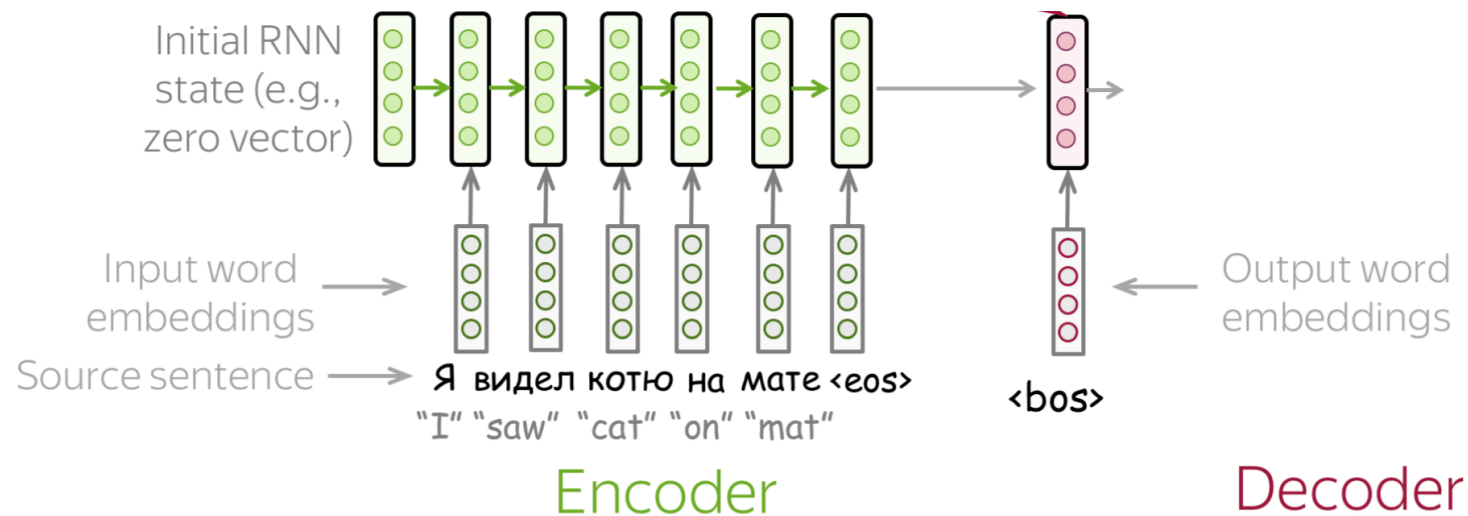 Initial RNN
state (e.g.,
zero vector)
Input word
embeddings
Output word
embeddings
Source sentence
Я видел котю на мате <eos>
"I" "saw" "cat" "on" "mat"
<bos>
Encoder
Decoder